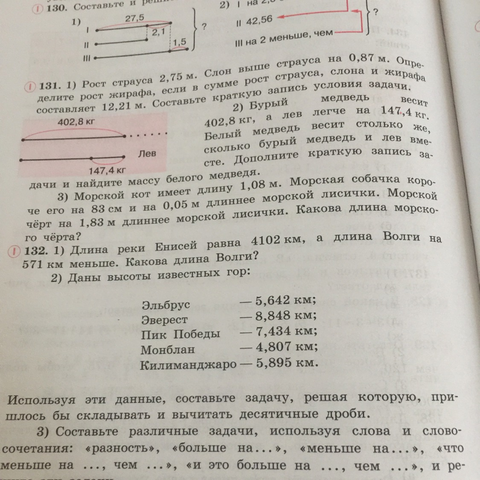 130. Составьте и
1)
27,5
2) I на 2,
I
2,1
?
II 42,56
?
II
1,5
III на 2 меньше, чем
III
131. 1) Рост страуса 2,75 м. Слон выше страуса на 0,87 м. Опре-
делите рост жирафа, если в сумме рост страуса, слона и жирафа
составляет 12,21 м. Составьте краткую запись условия задачи.
402,8 кг
Лев
147,4 кг
2) Бурый медведь весит
402,8 кг, а лев легче на 147,4 кг.
Белый медведь весит столько же,
сколько бурый медведь и лев вме-
сте. Дополните краткую запись за-
дачи и найдите массу белого медведя.
3) Морской кот имеет длину 1,08 м. Морская собачка коро-
че его на 83 см и на 0,05 м длиннее морской лисички. Морской
чёрт на 1,83 м длиннее морской лисички. Какова длина морско-
го чёрта?
132. 1) Длина реки Енисей равна 4102 км, а длина Волги на
571 км меньше. Какова длина Волги?
2) Даны высоты известных гор:
Эльбрус — 5,642 км;
Эверест — 8,848 км;
Пик Победы — 7,434 км;
Монблан — 4,807 км;
Килиманджаро — 5,895 км.
Используя эти данные, составьте задачу, решая которую, при-
шлось бы складывать и вычитать десятичные дроби.
3) Составьте различные задачи, используя слова и слово-
сочетания: «разность», «больше на...», «меньше на...», «что
меньше на ..., чем ...», «и это больше на ..., чем ...», и ре-